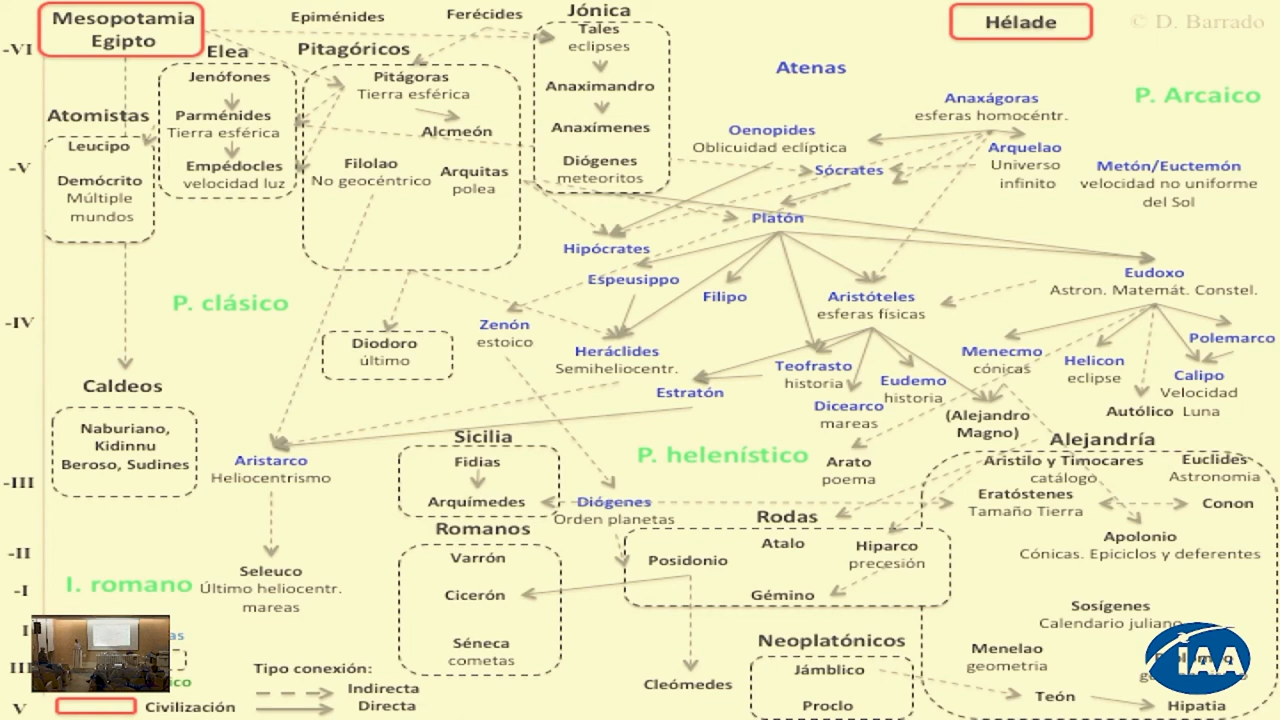 Mesopotamia
Egipto
Epiménides
Ferécides
Jónica
Hélade
© D. Barrado
-VI
Elea
Pitagóricos
Tales
eclipses
Atenas
Jenófones
Pitágoras
Tierra esférica
Anaximandro
P. Arcaico
Anaxágoras
esferas homocéntr.
Atomistas
Parménides
Tierra esférica
Alcmeón
Anaxímenes
Oenopides
Oblicuidad eclíptica
Leucipo
Arquelao
Universo
infinito
-V
Empédocles
velocidad luz
Filolao
No geocéntrico
Arquitas
polea
Diógenes
meteoritos
Sócrates
Metón/Euctemón
velocidad no uniforme
del Sol
Demócrito
Múltiple
mundos
Platón
Hipócrates
Espeusippo
Filipo
Aristóteles
esferas físicas
Eudoxo
Astron. Matemát. Constel.
P. clásico
-IV
Zenón
estoico
Diodoro
último
Heráclides
Semiheliocentr.
Teofrasto
historia
Eudemo
historia
Menecmo
cónicas
Helicon
eclipse
Polemarco
Calipo
Velocidad
Luna
Caldeos
Estratón
Dicearco
mareas
(Alejandro
Magno)
Autólico
Naburiano,
Kidinnu
Beroso, Sudines
Sicilia
P. helenístico
Alejandría
Aristarco
Heliocentrismo
Fidias
Arato
poema
Aristilo y Timocares
catálogo
Euclides
Astronomia
-III
Arquímedes
Diógenes
Orden planetas
Eratóstenes
Tamaño Tierra
Conon
Romanos
Rodas
Apolonio
Cónicas. Epiciclos y deferentes
-II
Varrón
Posidonio
Atalo
Hiparco
precesión
-I
I. romano
Seleuco
Último heliocentr.
mareas
Cicerón
Gémino
Sosígenes
Calendario juliano
I
as
Séneca
cometas
Neoplatónicos
Menelao
geometria
IAA
III
ico
Tipo conexión:
Indirecta
Directa
Cleómedes
Jámblico
Proclo
Teón
Hipatia
V
Civilización